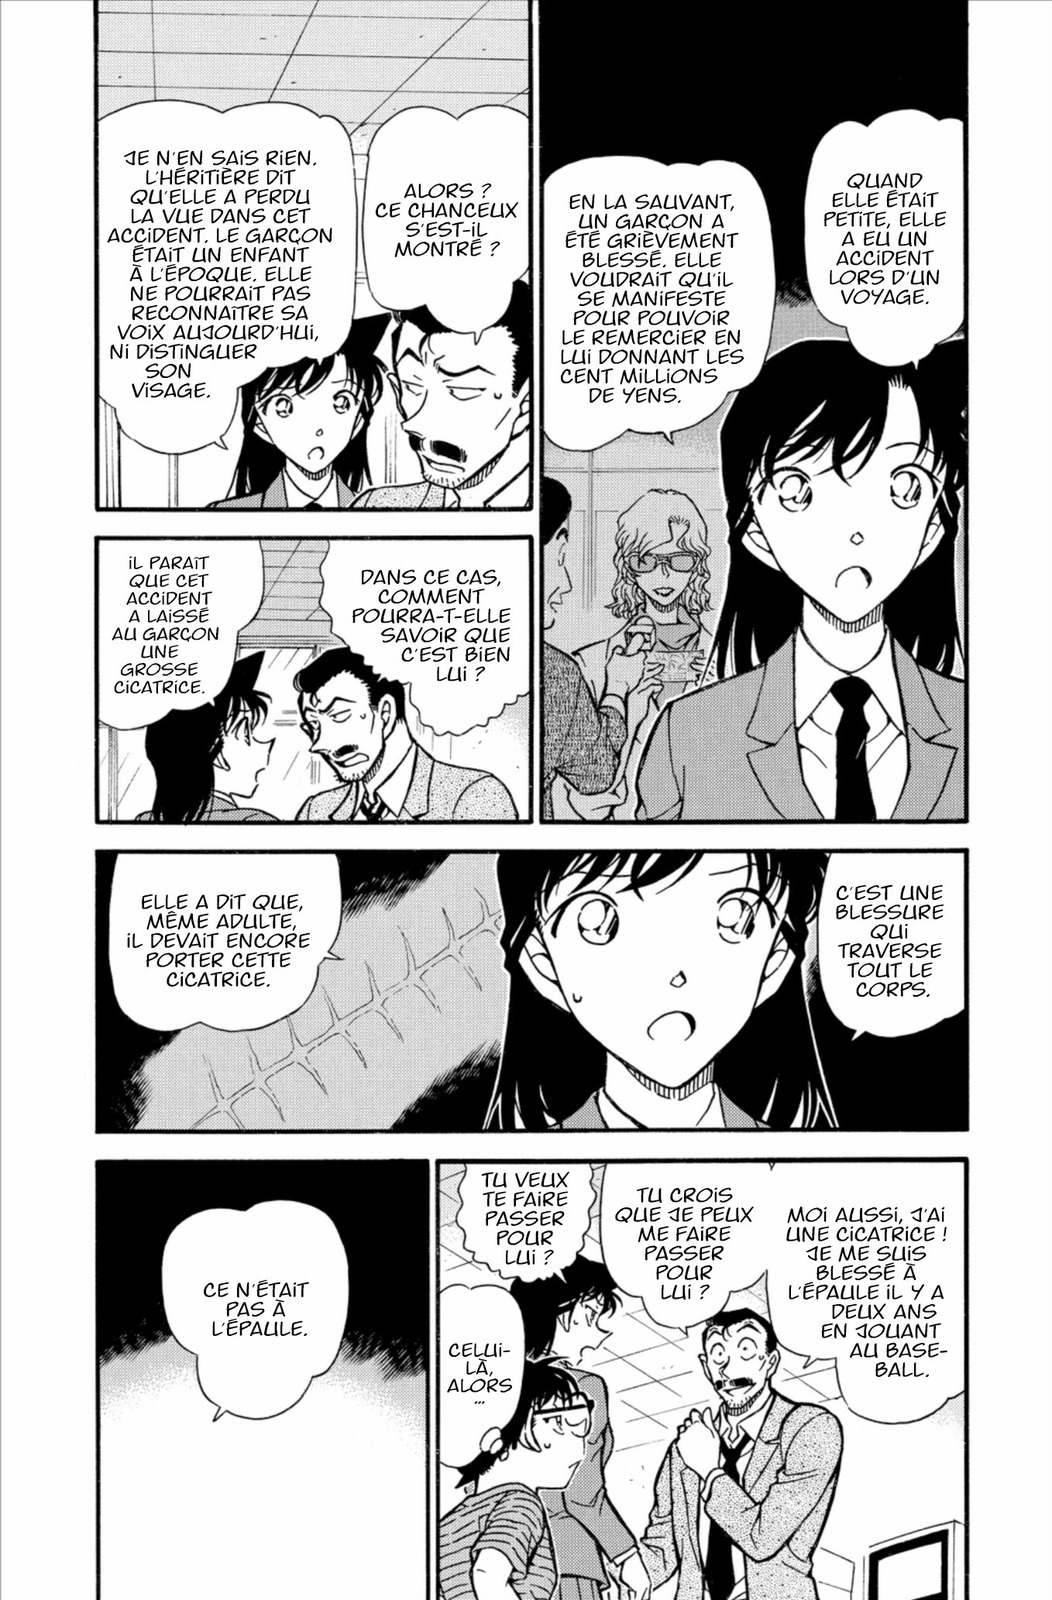 QUAND
ELLE ÉTAIT
PETITE, ELLE
A EU UN
ACCIDENT
LORS D'UN
VOYAGE.
EN LA SAUVANT,
UN GARÇON A
ÉTÉ GRIÈVEMENT
BLESSÉ. ELLE
VOUDRAIT QU'IL
SE MANIFESTE
POUR POUVOIR
LE REMERCIER EN
LUI DONNANT LES
CENT MILLIONS
DE YENS.
ALORS ?
CE CHANCEUX
S'EST-IL
MONTRÉ ?
JE N'EN SAIS RIEN.
L'HÉRITIÈRE DIT
QU'ELLE A PERDU
LA VUE DANS CET
ACCIDENT. LE GARÇON
ÉTAIT UN ENFANT
À L'ÉPOQUE. ELLE
NE POURRAIT PAS
RECONNAÎTRE SA
VOIX AUJOURD'HUI,
NI DISTINGUER
SON
VISAGE.
DANS CE CAS,
COMMENT
POURRA-T-ELLE
SAVOIR QUE
C'EST BIEN
LUI ?
IL PARAIT
QUE CET
ACCIDENT
A LAISSÉ
AU GARÇON
UNE
GROSSE
CICATRICE.
C'EST UNE
BLESSURE
QUI
TRAVERSE
TOUT LE
CORPS.
ELLE A DIT QUE,
MÊME ADULTE,
IL DEVAIT ENCORE
PORTER CETTE
CICATRICE.
MOI AUSSI, J'AI
UNE CICATRICE !
JE ME SUIS
BLESSÉ À
L'ÉPAULE IL Y A
DEUX ANS
EN JOUANT
AU BASE-
BALL.
TU CROIS
QUE JE PEUX
ME FAIRE
PASSER
POUR
LUI ?
TU VEUX
TE FAIRE
PASSER
POUR
LUI ?
CELUI-
LÀ,
ALORS
...
CE N'ÉTAIT
PAS À
L'ÉPAULE.